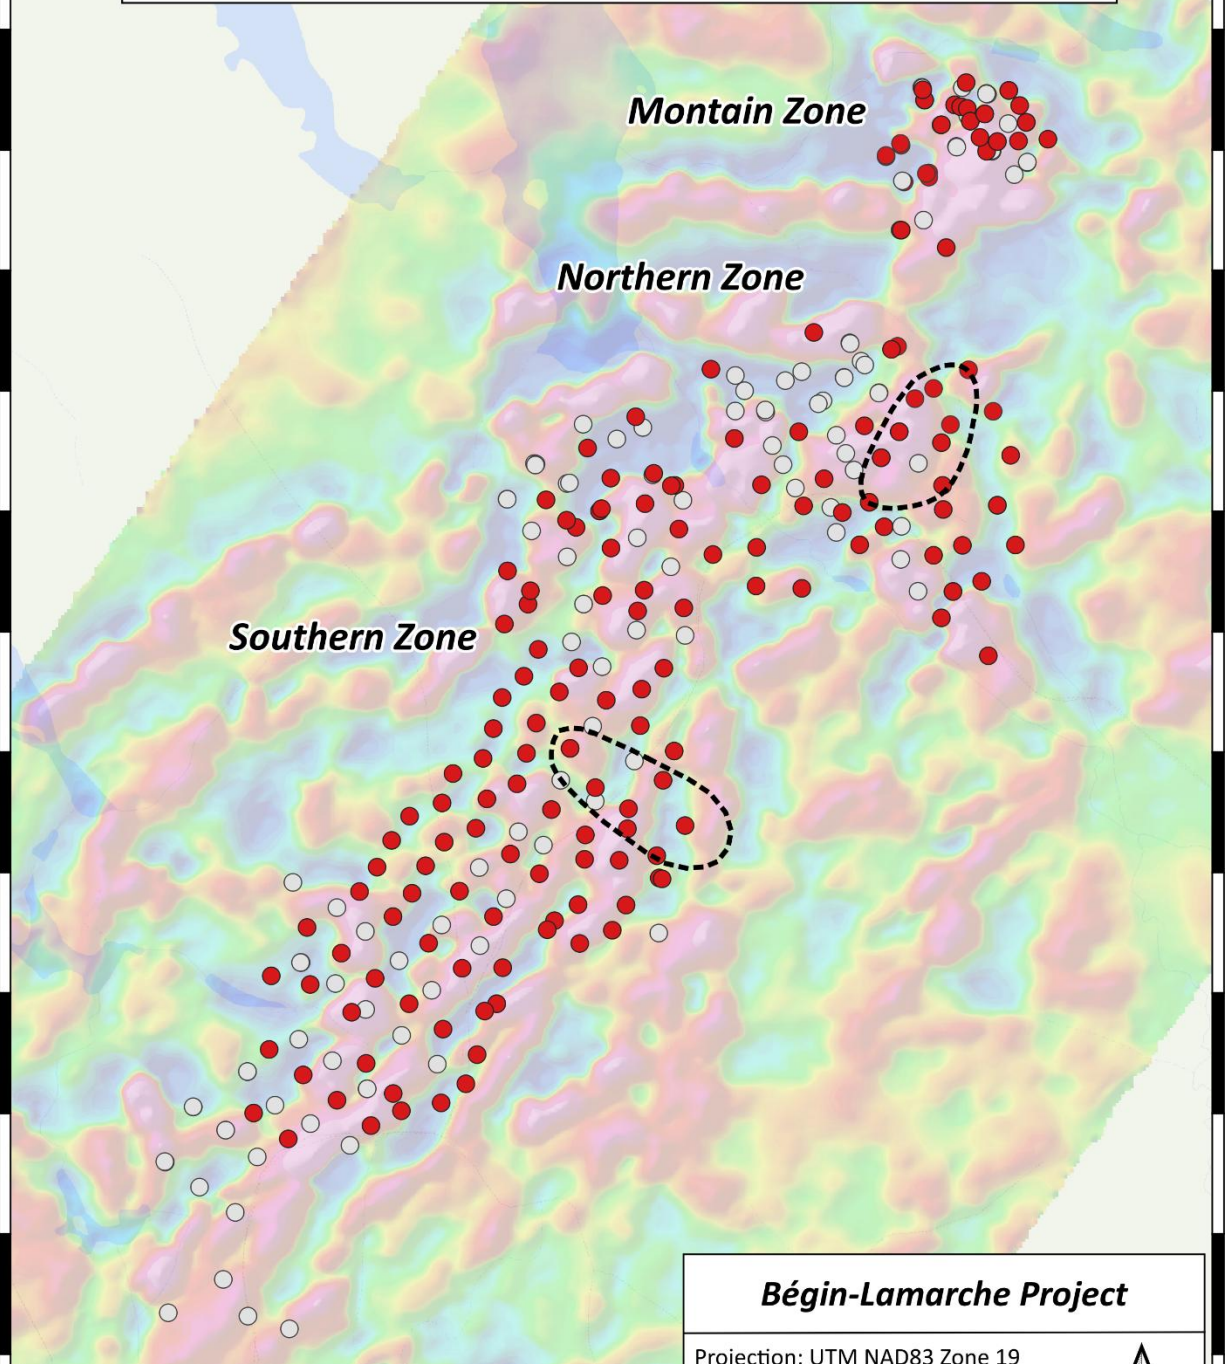 Montain Zone
Northern Zone
Southern Zone
Bégin-Lamarche Project
Projection: UTM NAD83 Zone 19